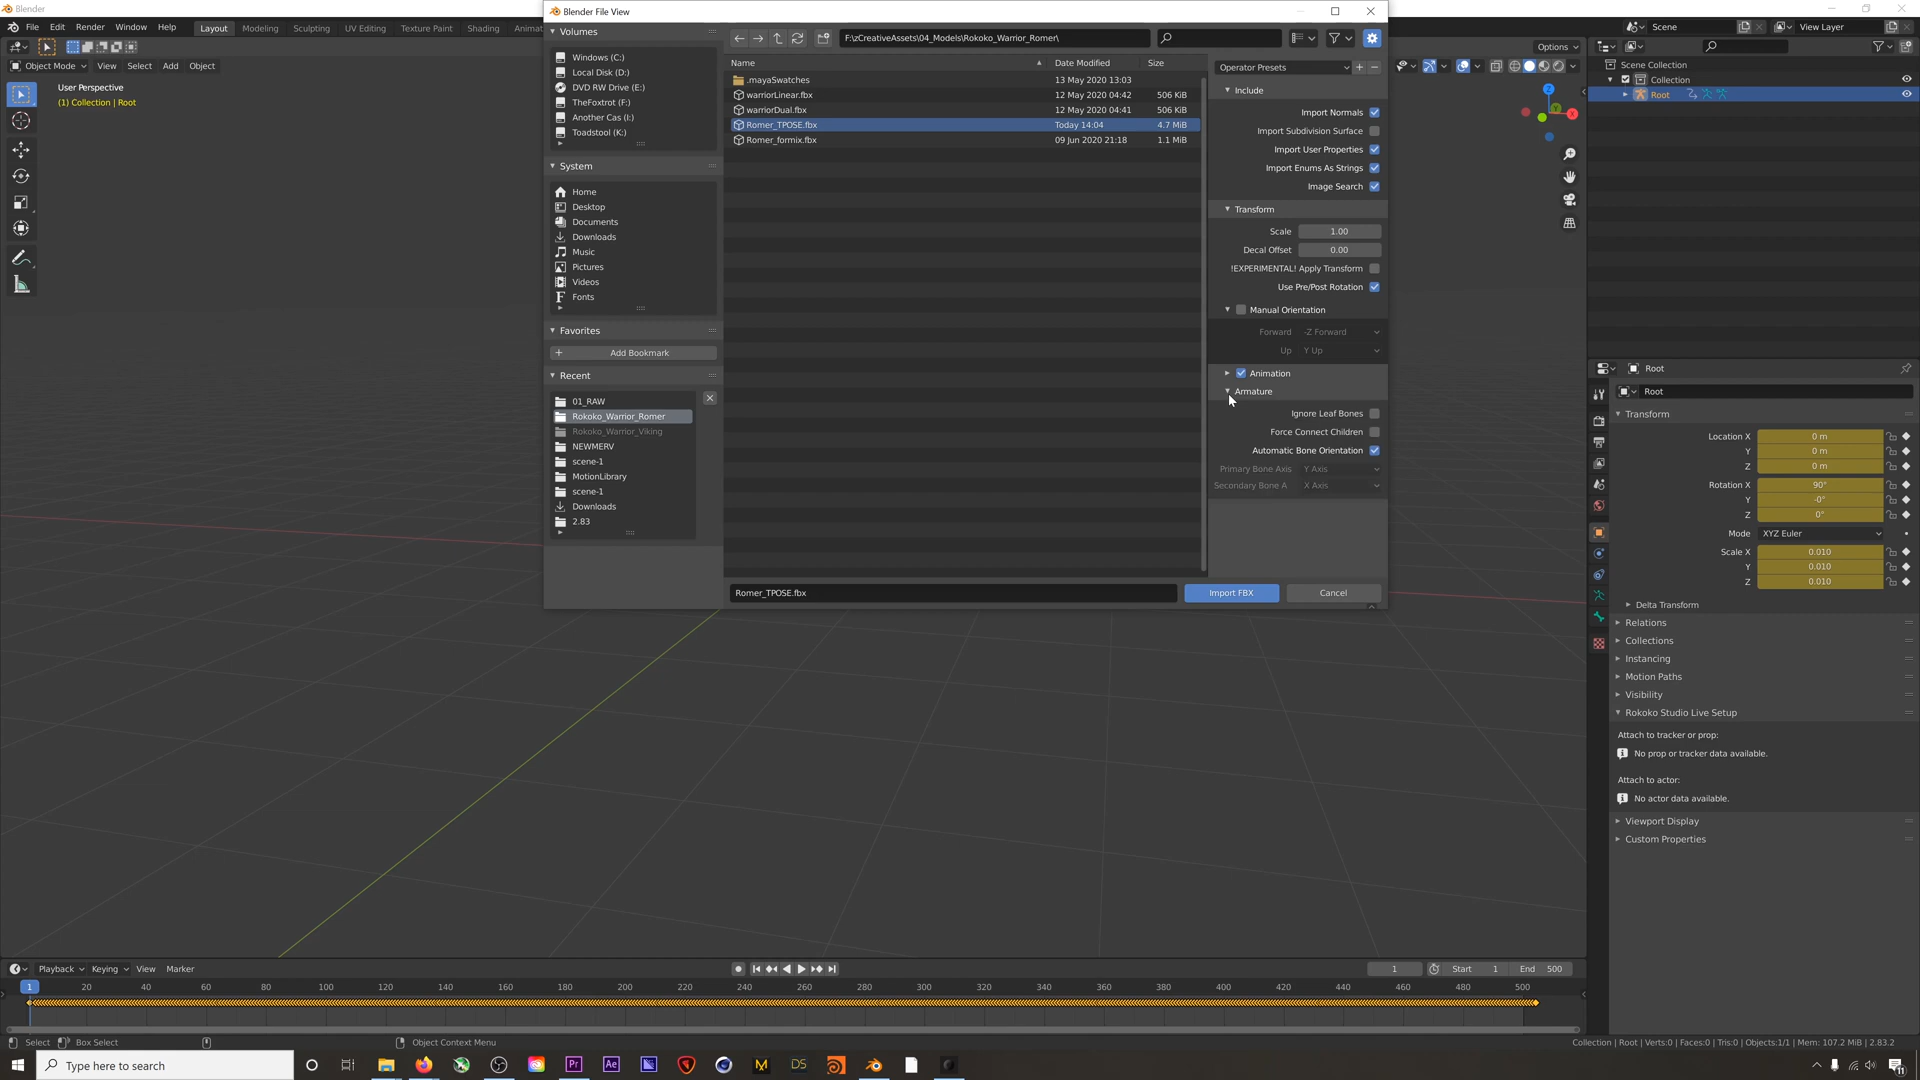 Blender
File Edit Render Window Help Layout Modeling Sculpting UV Editing Texture Paint Shading Animat
Scene View Layer
Object Mode View Select Add Object
Options
User Perspective
(1) Collection | Root
Blender File View
Volumes
Windows (C:)
Local Disk (D:)
DVD RW Drive (E:)
TheFoxtrot (F:)
Another Cas (I:)
Toadstool (K:)
System
Home
Desktop
Documents
Downloads
Music
Pictures
Videos
Fonts
Favorites
Add Bookmark
Recent
01_RAW
Rokoko_Warrior_Romer
Rokoko_Warrior_Viking
NEWMERV
scene-1
MotionLibrary
scene-1
Downloads
2.83
F:\zCreativeAssets\04_Models\Rokoko_Warrior_Romer\
Name Date Modified Size
.mayaSwatches 13 May 2020 13:03
warriorLinear.fbx 12 May 2020 04:42 506 KiB
warriorDual.fbx 12 May 2020 04:41 506 KiB
Romer_TPOSE.fbx Today 14:04 4.7 MiB
Romer_formix.fbx 09 Jun 2020 21:18 1.1 MiB
Romer_TPOSE.fbx
Import FBX Cancel
Operator Presets
Include
Import Normals
Import Subdivision Surface
Import User Properties
Import Enums As Strings
Image Search
Transform
Scale 1.00
Decal Offset 0.00
!EXPERIMENTAL! Apply Transform
Use Pre/Post Rotation
Manual Orientation
Forward -Z Forward
Up Y Up
Animation
Armature
Ignore Leaf Bones
Force Connect Children
Automatic Bone Orientation
Primary Bone Axis Y Axis
Secondary Bone A X Axis
Z
Y
X
Scene Collection
Collection
Root
Root
Root
Transform
Location X 0 m
Y 0 m
Z 0 m
Rotation X 90°
Y -0°
Z 0°
Mode XYZ Euler
Scale X 0.010
Y 0.010
Z 0.010
Delta Transform
Relations
Collections
Instancing
Motion Paths
Visibility
Rokoko Studio Live Setup
Attach to tracker or prop:
No prop or tracker data available.
Attach to actor:
No actor data available.
Viewport Display
Custom Properties
Playback Keying View Marker
1 Start 1 End 500
1 20 40 60 80 100 120 140 160 180 200 220 240 260 280 300 320 340 360 380 400 420 440 460 480 500
Select Box Select Object Context Menu
Collection | Root | Verts:0 | Faces:0 | Tris:0 | Objects:1/1 | Mem: 107.2 MiB | 2.83.2
Type here to search
Pr Ae M DS